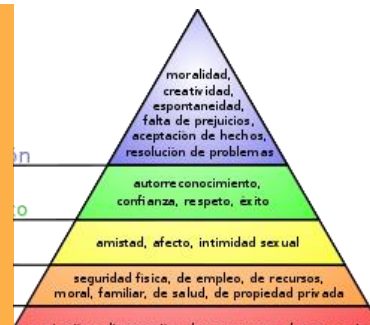 moralidad,
creatividad,
espontaneidad,
falta de prejuicios,
aceptación de hechos,
resolución de problemas
autorreconocimiento,
confianza, respeto, éxito
amistad, afecto, intimidad sexual
seguridad física, de empleo, de recursos,
moral, familiar, de salud, de propiedad privada